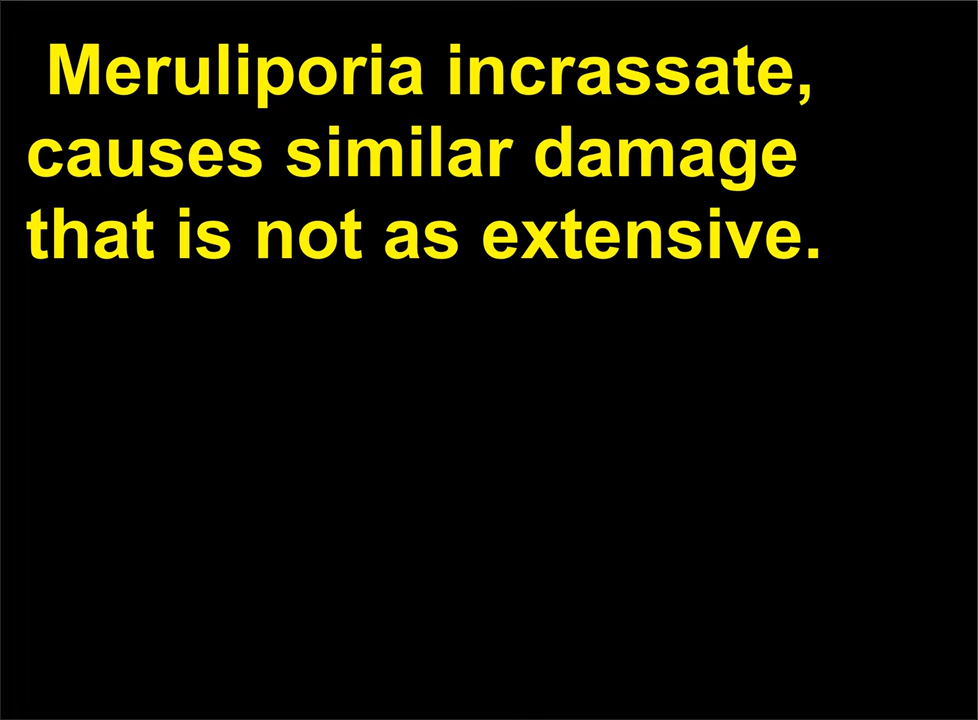 Meruliporia incrassate,
causes similar damage
that is not as extensive.